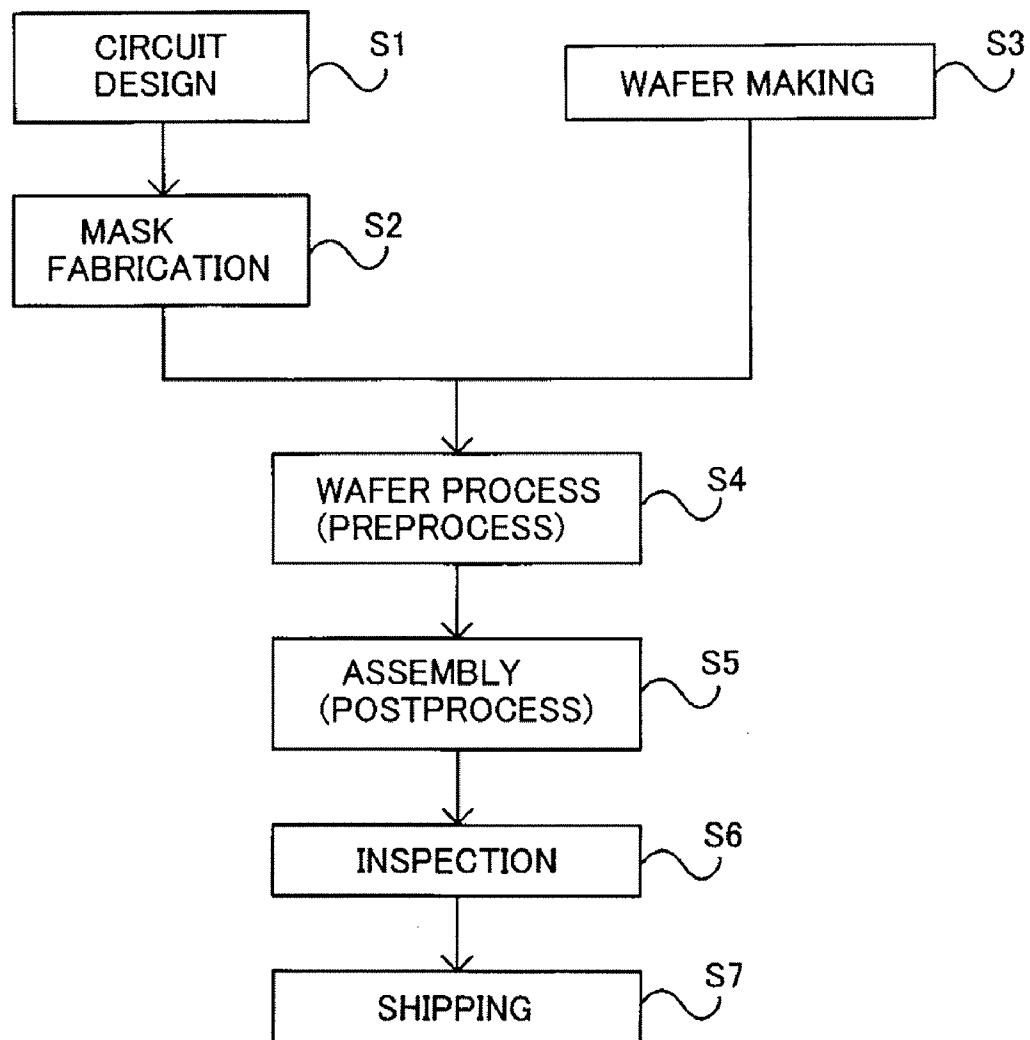 CIRCUIT
DESIGN
S1
WAFER MAKING
S3
MASK
FABRICATION
S2
WAFER PROCESS
(PREPROCESS)
S4
ASSEMBLY
(POSTPROCESS)
S5
INSPECTION
S6
SHIPPING
S7